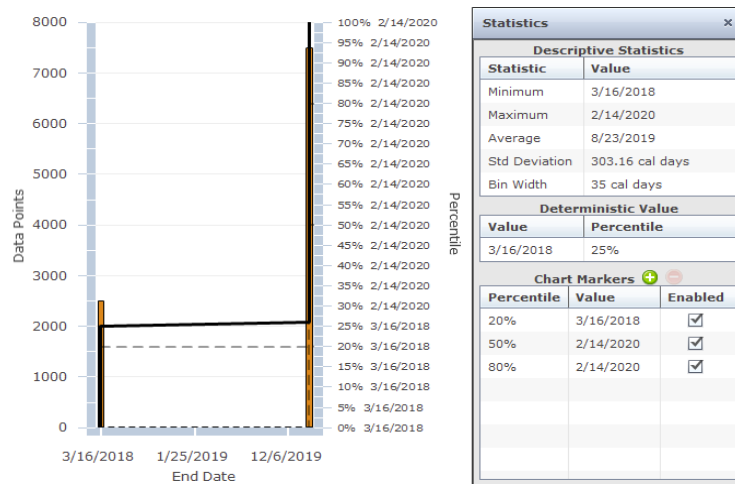 8000
7000
6000
5000
4000
3000
2000
1000
0
Data Points
3/16/2018 1/25/2019 12/6/2019
End Date
100% 2/14/2020
95% 2/14/2020
90% 2/14/2020
85% 2/14/2020
80% 2/14/2020
75% 2/14/2020
70% 2/14/2020
65% 2/14/2020
60% 2/14/2020
55% 2/14/2020
50% 2/14/2020
45% 2/14/2020
40% 2/14/2020
35% 2/14/2020
30% 2/14/2020
25% 3/16/2018
20% 3/16/2018
15% 3/16/2018
10% 3/16/2018
5% 3/16/2018
0% 3/16/2018
Percentile
Statistics ×
Descriptive Statistics
Statistic Value
Minimum 3/16/2018
Maximum 2/14/2020
Average 8/23/2019
Std Deviation 303.16 cal days
Bin Width 35 cal days
Deterministic Value
Value Percentile
3/16/2018 25%
Chart Markers
Percentile Value Enabled
20% 3/16/2018
50% 2/14/2020
80% 2/14/2020